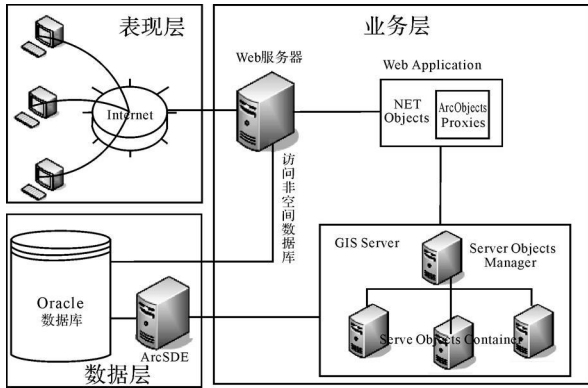 表现层
Internet
业务层
Web服务器
Web Application
NET
Objects
ArcObjects
Proxies
访问非空间数据库
GIS Server
Server Objects
Manager
Serve Objects Container
Oracle
数据库
ArcSDE
数据层